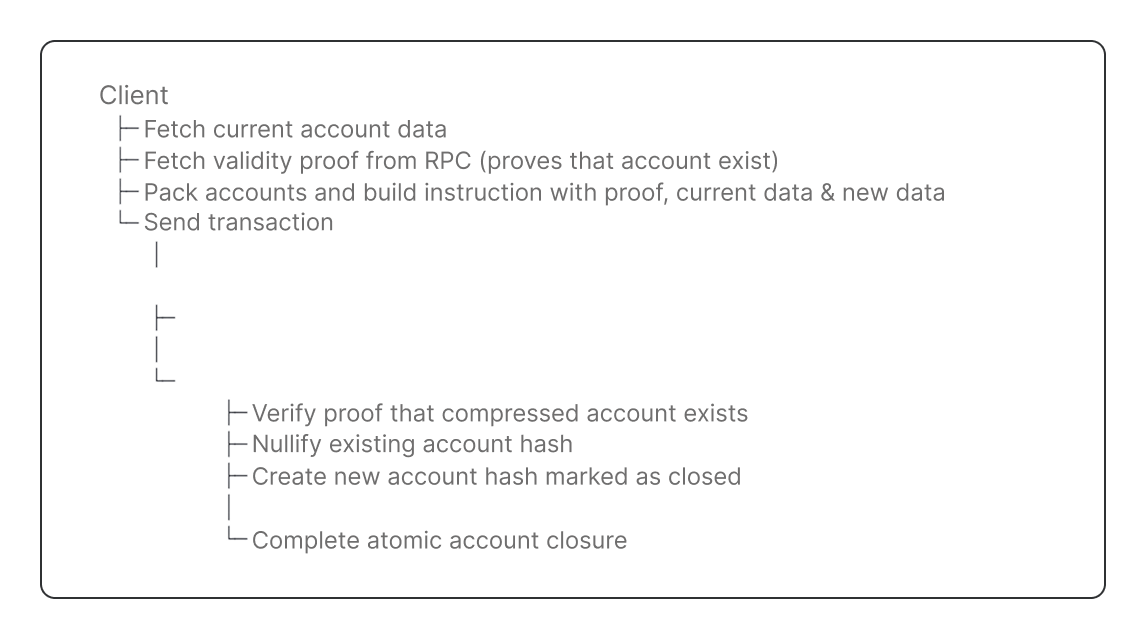 Client
├─ Fetch current account data
├─ Fetch validity proof from RPC (proves that account exist)
├─ Pack accounts and build instruction with proof, current data & new data
└─ Send transaction
│
├─
│
└─
├─ Verify proof that compressed account exists
├─ Nullify existing account hash
├─ Create new account hash marked as closed
│
└─ Complete atomic account closure